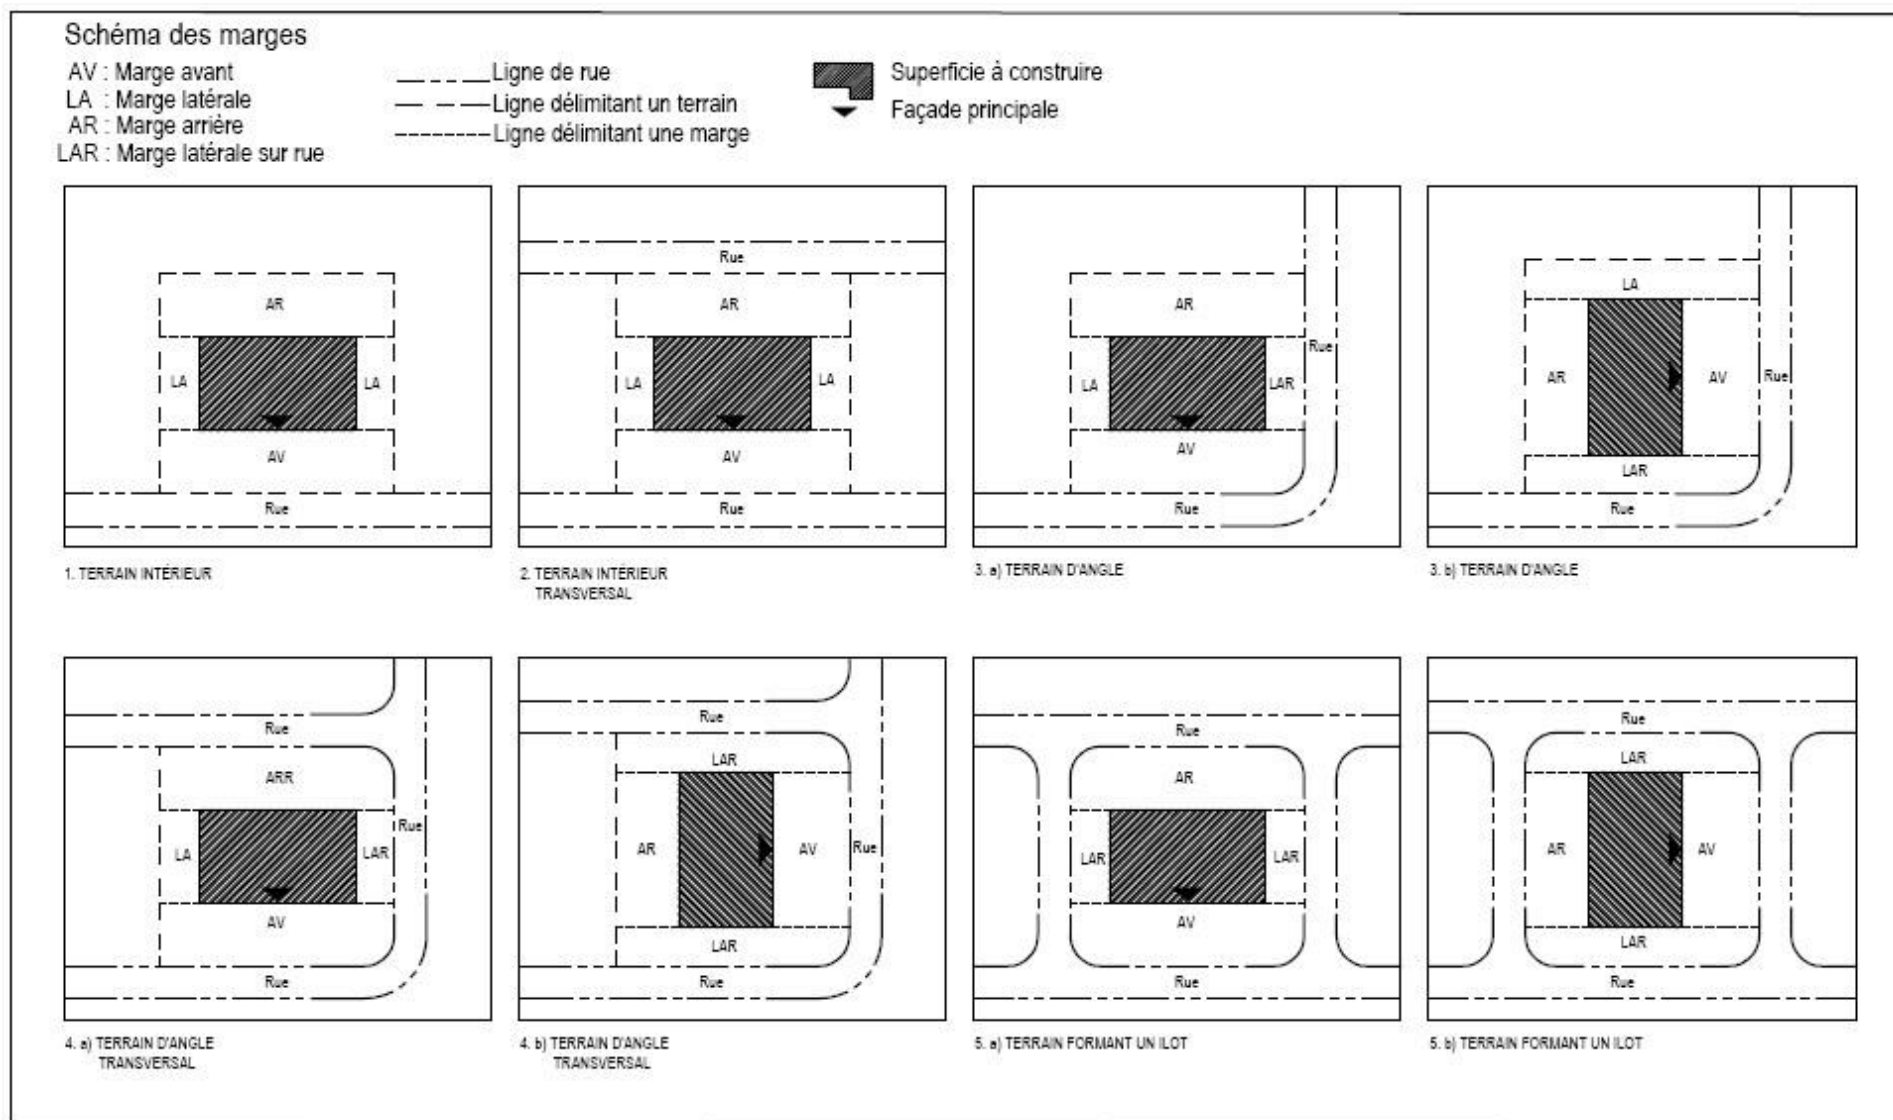 Schéma des marges
AV : Marge avant
LA : Marge latérale
AR : Marge arrière
LAR : Marge latérale sur rue
Ligne de rue
Ligne délimitant un terrain
Ligne délimitant une marge
Superficie à construire
Façade principale
AR
LA
LA
AV
Rue
1. TERRAIN INTÉRIEUR
Rue
AR
LA
LA
AV
Rue
2. TERRAIN INTÉRIEUR
TRANSVERSAL
AR
Rue
LA
LAR
AV
Rue
3. a) TERRAIN D'ANGLE
LA
AR
AV
Rue
LAR
Rue
3. b) TERRAIN D'ANGLE
Rue
ARR
Rue
LA
LAR
AV
Rue
4. a) TERRAIN D'ANGLE
TRANSVERSAL
Rue
LAR
AR
AV
Rue
LAR
Rue
4. b) TERRAIN D'ANGLE
TRANSVERSAL
Rue
AR
LAR
LAR
AV
Rue
5. a) TERRAIN FORMANT UN ILOT
Rue
LAR
AR
AV
LAR
Rue
5. b) TERRAIN FORMANT UN ILOT